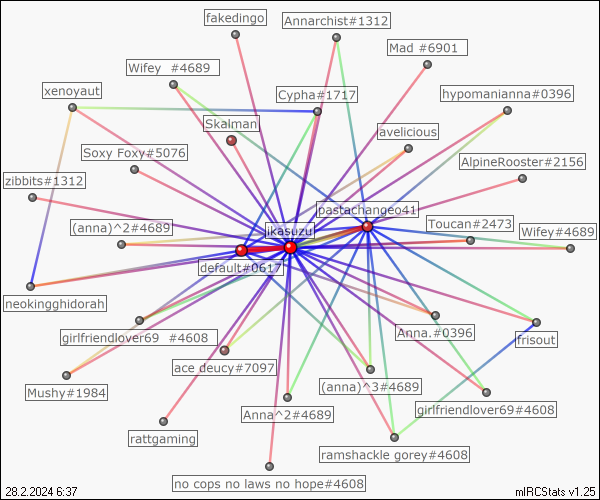 fakedingo
Annarchist#1312
Mad #6901
Wifey #4689
xenoyaut
Cypha#1717
hypomanianna#0396
Skalman
avelicious
Soxy Foxy#5076
AlpineRooster#2156
zibbits#1312
pastachangeo41
(anna)^2#4689
ikasuzu
Toucan#2473
Wifey#4689
default#0617
neokingghidorah
girlfriendlover69 #4608
Anna.#0396
frisout
ace deucy#7097
Mushy#1984
(anna)^3#4689
Anna^2#4689
girlfriendlover69#4608
rattgaming
ramshackle gorey#4608
no cops no laws no hope#4608
28.2.2024 6:37
mIRCStats v1.25